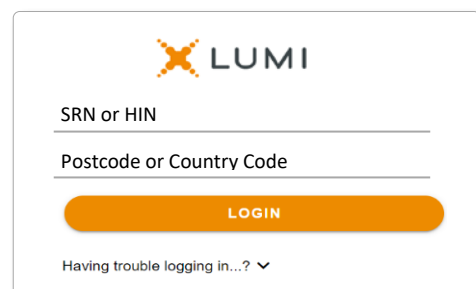 LUMI
SRN or HIN
Postcode or Country Code
LOGIN
Having trouble logging in...?